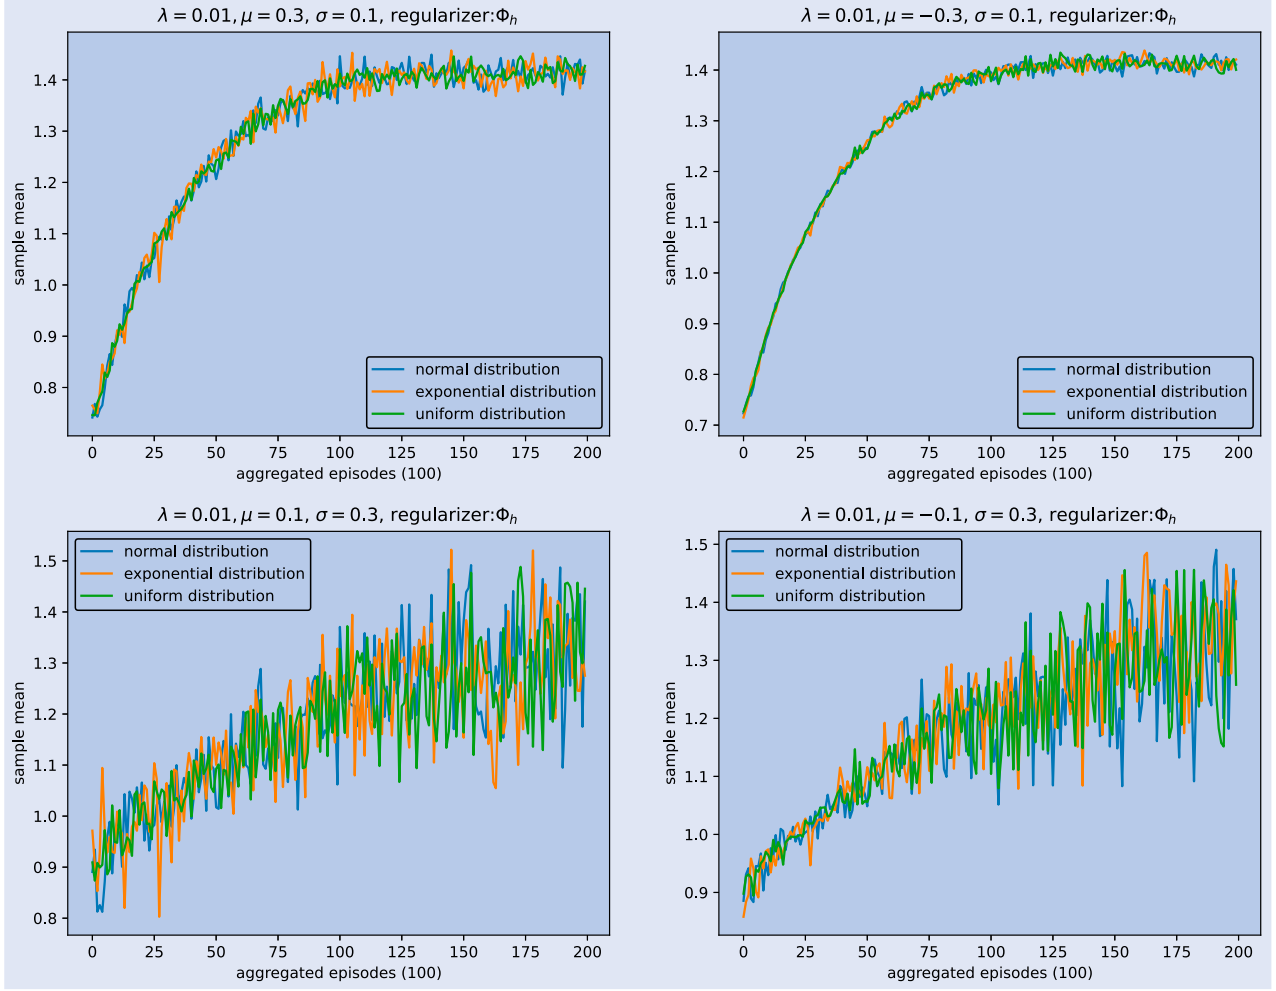 λ = 0.01, μ = 0.3, σ = 0.1, regularizer:Φh
sample mean
1.4
1.3
1.2
1.1
1.0
0.9
0.8
normal distribution
exponential distribution
uniform distribution
0 25 50 75 100 125 150 175 200
aggregated episodes (100)
λ = 0.01, μ = −0.3, σ = 0.1, regularizer:Φh
sample mean
1.4
1.3
1.2
1.1
1.0
0.9
0.8
0.7
normal distribution
exponential distribution
uniform distribution
0 25 50 75 100 125 150 175 200
aggregated episodes (100)
λ = 0.01, μ = 0.1, σ = 0.3, regularizer:Φh
normal distribution
exponential distribution
uniform distribution
sample mean
1.5
1.4
1.3
1.2
1.1
1.0
0.9
0.8
0 25 50 75 100 125 150 175 200
aggregated episodes (100)
λ = 0.01, μ = −0.1, σ = 0.3, regularizer:Φh
normal distribution
exponential distribution
uniform distribution
sample mean
1.5
1.4
1.3
1.2
1.1
1.0
0.9
0 25 50 75 100 125 150 175 200
aggregated episodes (100)